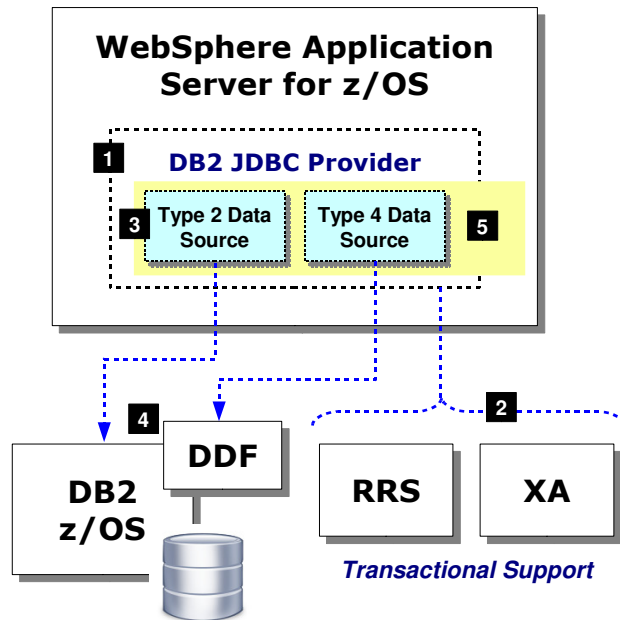 WebSphere Application
Server for z/OS
1
DB2 JDBC Provider
3
Type 2 Data
Source
Type 4 Data
Source
5
4
2
DDF
DB2
z/OS
RRS
XA
Transactional Support